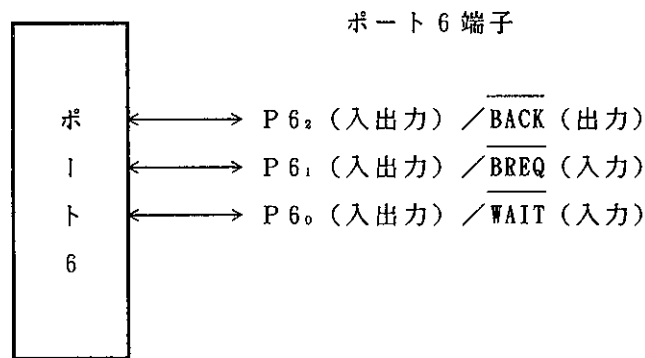 ポート6端子
ポート6
P6₂(入出力)/BACK(出力)
P6₁(入出力)/BREQ(入力)
P6₀(入出力)/WAIT(入力)